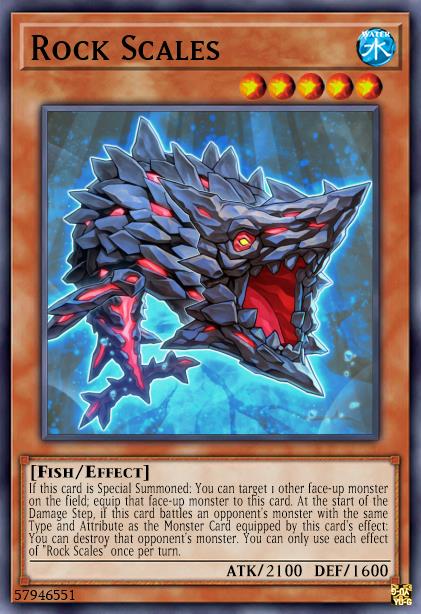 Rock Scales
WATER
水
[Fish/Effect]
If this card is Special Summoned: You can target 1 other face-up monster
on the field; equip that face-up monster to this card. At the start of the
Damage Step, if this card battles an opponent's monster with the same
Type and Attribute as the Monster Card equipped by this card's effect:
You can destroy that opponent's monster. You can only use each effect
of "Rock Scales" once per turn.
ATK/2100 DEF/1600
57946551